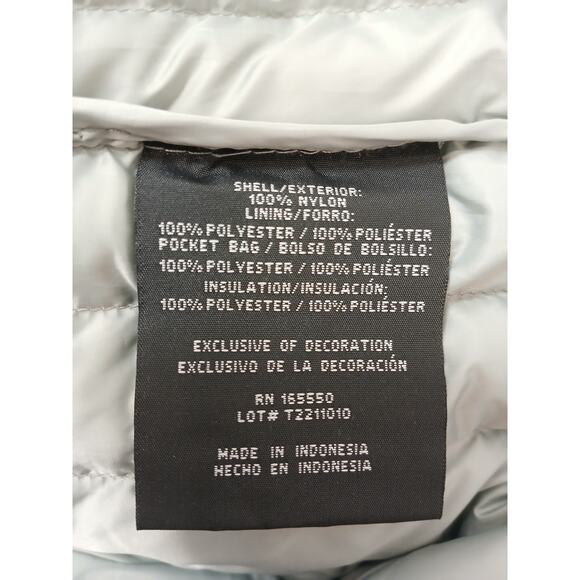 SHELL/EXTERIOR:
100% NYLON
LINING/FORRO:
100% POLYESTER / 100% POLIÉSTER
POCKET BAG / BOLSO DE BOLSILLO:
100% POLYESTER / 100% POLIÉSTER
INSULATION/INSULACIÓN:
100% POLYESTER / 100% POLIÉSTER
EXCLUSIVE OF DECORATION
EXCLUSIVO DE LA DECORACIÓN
RN 165550
LOT# T2211010
MADE IN INDONESIA
HECHO EN INDONESIA